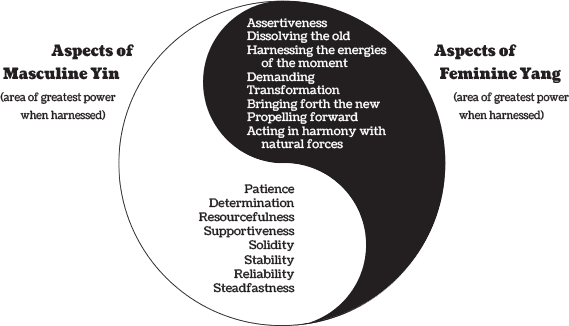 Aspects of
Masculine Yin
(area of greatest power
when harnessed)
Assertiveness
Dissolving the old
Harnessing the energies
of the moment
Demanding
Transformation
Bringing forth the new
Propelling forward
Acting in harmony with
natural forces
Aspects of
Feminine Yang
(area of greatest power
when harnessed)
Patience
Determination
Resourcefulness
Supportiveness
Solidity
Stability
Reliability
Steadfastness